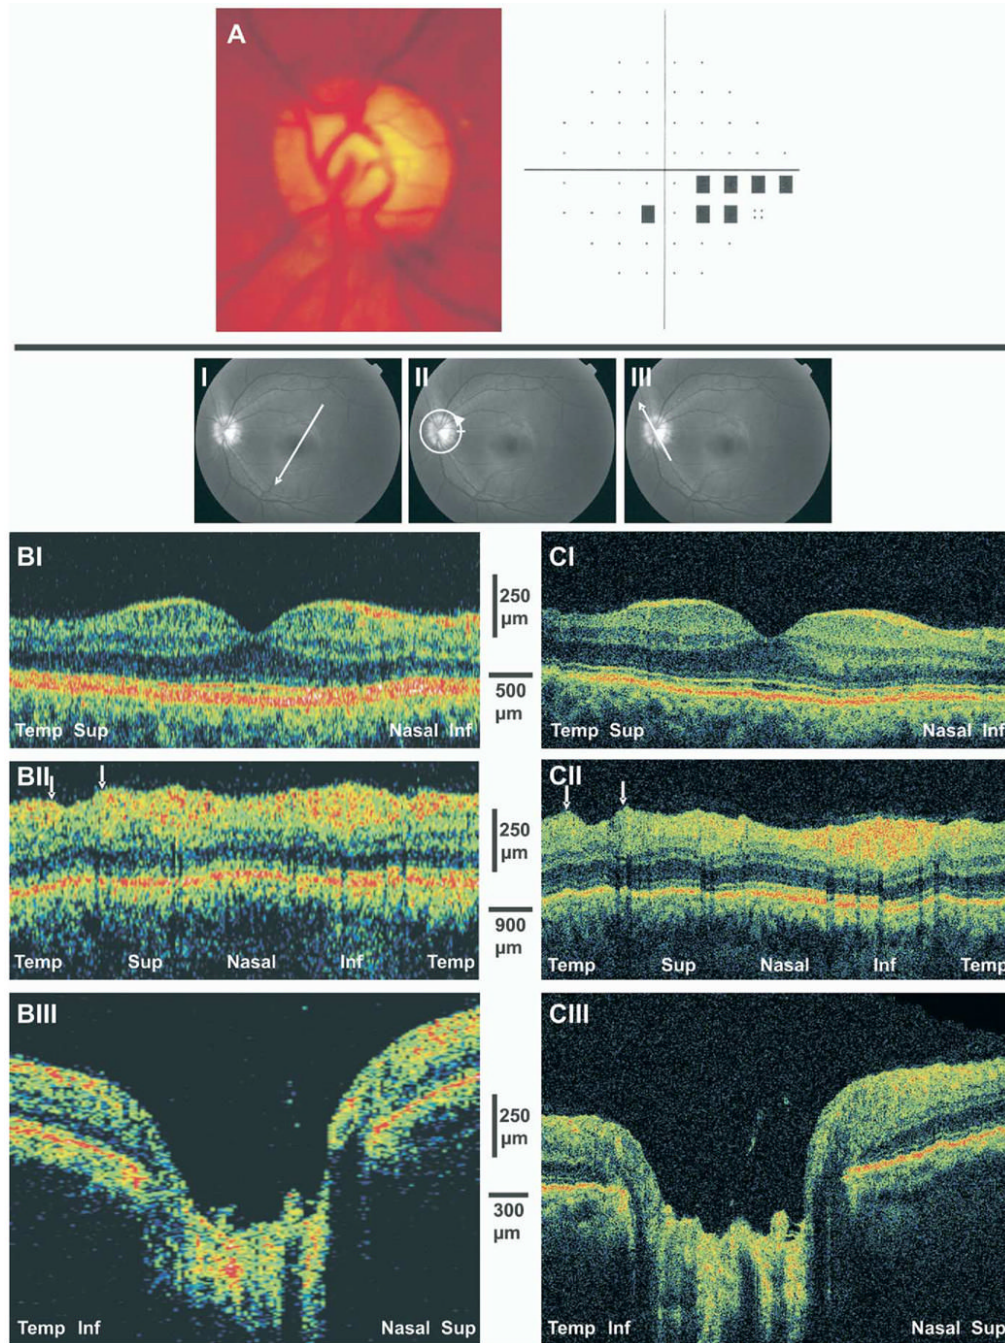 A
I
II
III
BI
CI
250
µm
500
µm
Temp Sup
Nasal Inf
Temp Sup
Nasal Inf
BII
CII
250
µm
900
µm
Temp
Sup
Nasal
Inf
Temp
Temp
Sup
Nasal
Inf
Temp
BIII
CIII
250
µm
300
µm
Temp Inf
Nasal Sup
Temp Inf
Nasal Sup